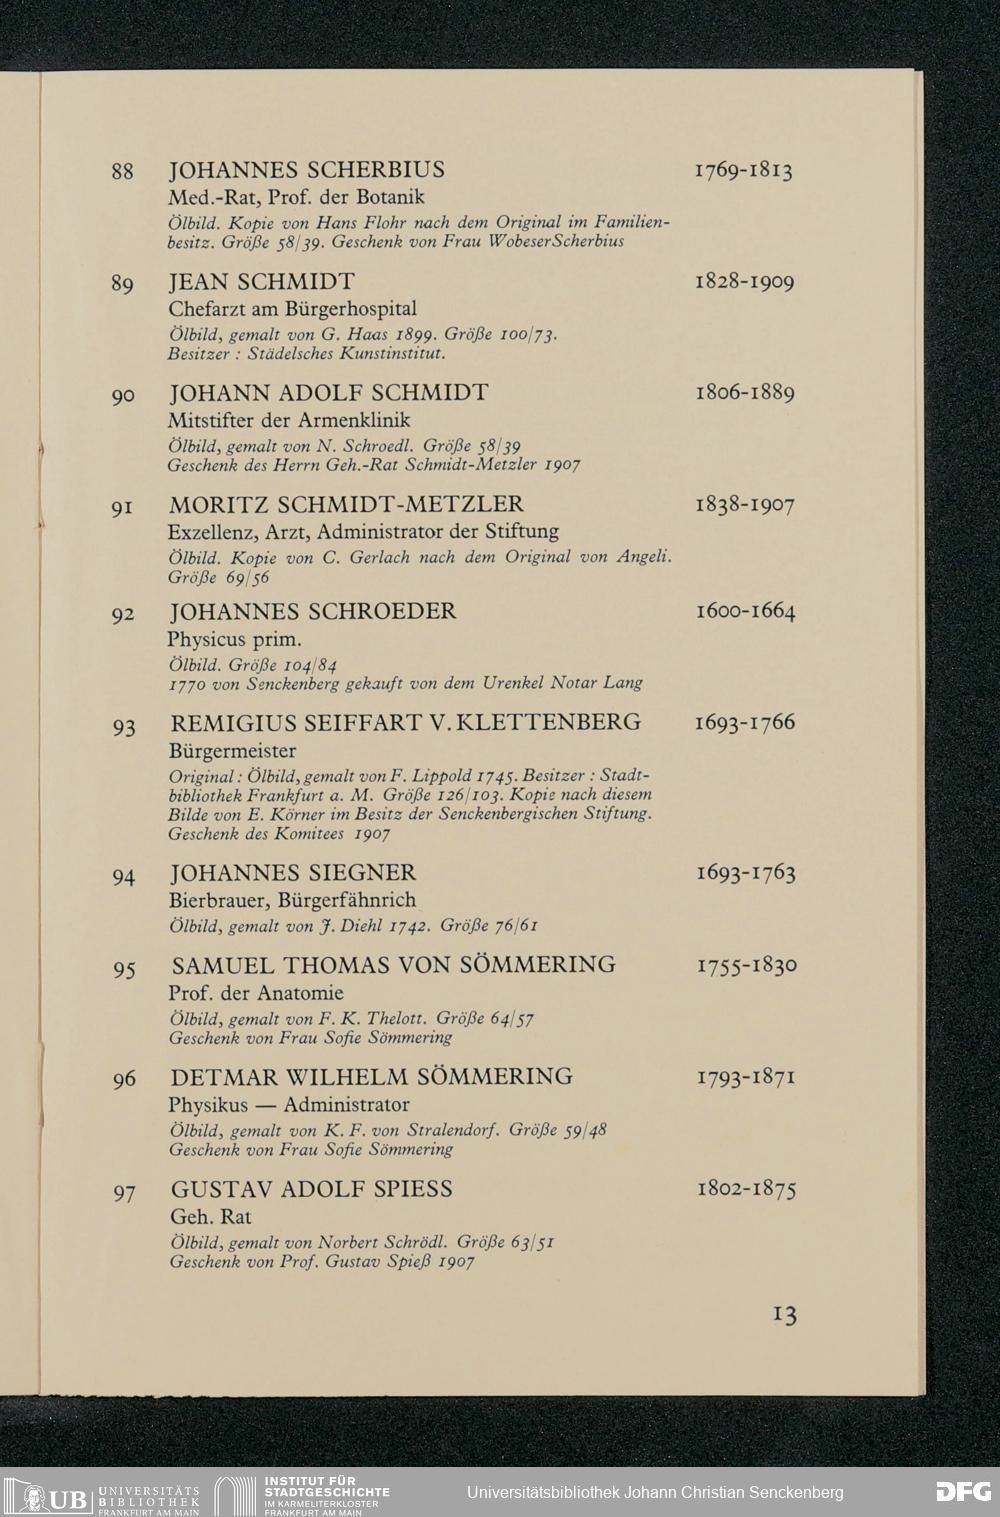 88 JOHANNES SCHERBIUS 1769-1813
Med.-Rat, Prof. der Botanik
Ölbild. Kopie von Hans Flohr nach dem Original im Familien-
besitz. Größe 58/39. Geschenk von Frau WobeserScherbius
89 JEAN SCHMIDT 1828-1909
Chefarzt am Bürgerhospital
Ölbild, gemalt von G. Haas 1899. Größe 100/73.
Besitzer : Städelsches Kunstinstitut.
90 JOHANN ADOLF SCHMIDT 1806-1889
Mitstifter der Armenklinik
Ölbild, gemalt von N. Schroedl. Größe 58/39
Geschenk des Herrn Geh.-Rat Schmidt-Metzler 1907
91 MORITZ SCHMIDT-METZLER 1838-1907
Exzellenz, Arzt, Administrator der Stiftung
Ölbild. Kopie von C. Gerlach nach dem Original von Angeli.
Größe 69/56
92 JOHANNES SCHROEDER 1600-1664
Physicus prim.
Ölbild. Größe 104/84
1770 von Senckenberg gekauft von dem Urenkel Notar Lang
93 REMIGIUS SEIFFART V. KLETTENBERG 1693-1766
Bürgermeister
Original : Ölbild, gemalt von F. Lippold 1745. Besitzer : Stadt-
bibliothek Frankfurt a. M. Größe 126/103. Kopie nach diesem
Bilde von E. Körner im Besitz der Senckenbergischen Stiftung.
Geschenk des Komitees 1907
94 JOHANNES SIEGNER 1693-1763
Bierbrauer, Bürgerfähnrich
Ölbild, gemalt von J. Diehl 1742. Größe 76/61
95 SAMUEL THOMAS VON SÖMMERING 1755-1830
Prof. der Anatomie
Ölbild, gemalt von F. K. Thelott. Größe 64/57
Geschenk von Frau Sofie Sömmering
96 DETMAR WILHELM SÖMMERING 1793-1871
Physikus — Administrator
Ölbild, gemalt von K. F. von Stralendorf. Größe 59/48
Geschenk von Frau Sofie Sömmering
97 GUSTAV ADOLF SPIESS 1802-1875
Geh. Rat
Ölbild, gemalt von Norbert Schrödl. Größe 63/51
Geschenk von Prof. Gustav Spieß 1907
13
UB UNIVERSITÄTS
BIBLIOTHEK
FRANKFURT AM MAIN
INSTITUT FÜR
STADTGESCHICHTE
IM KARMELITERKLOSTER
FRANKFURT AM MAIN
Universitätsbibliothek Johann Christian Senckenberg
DFG